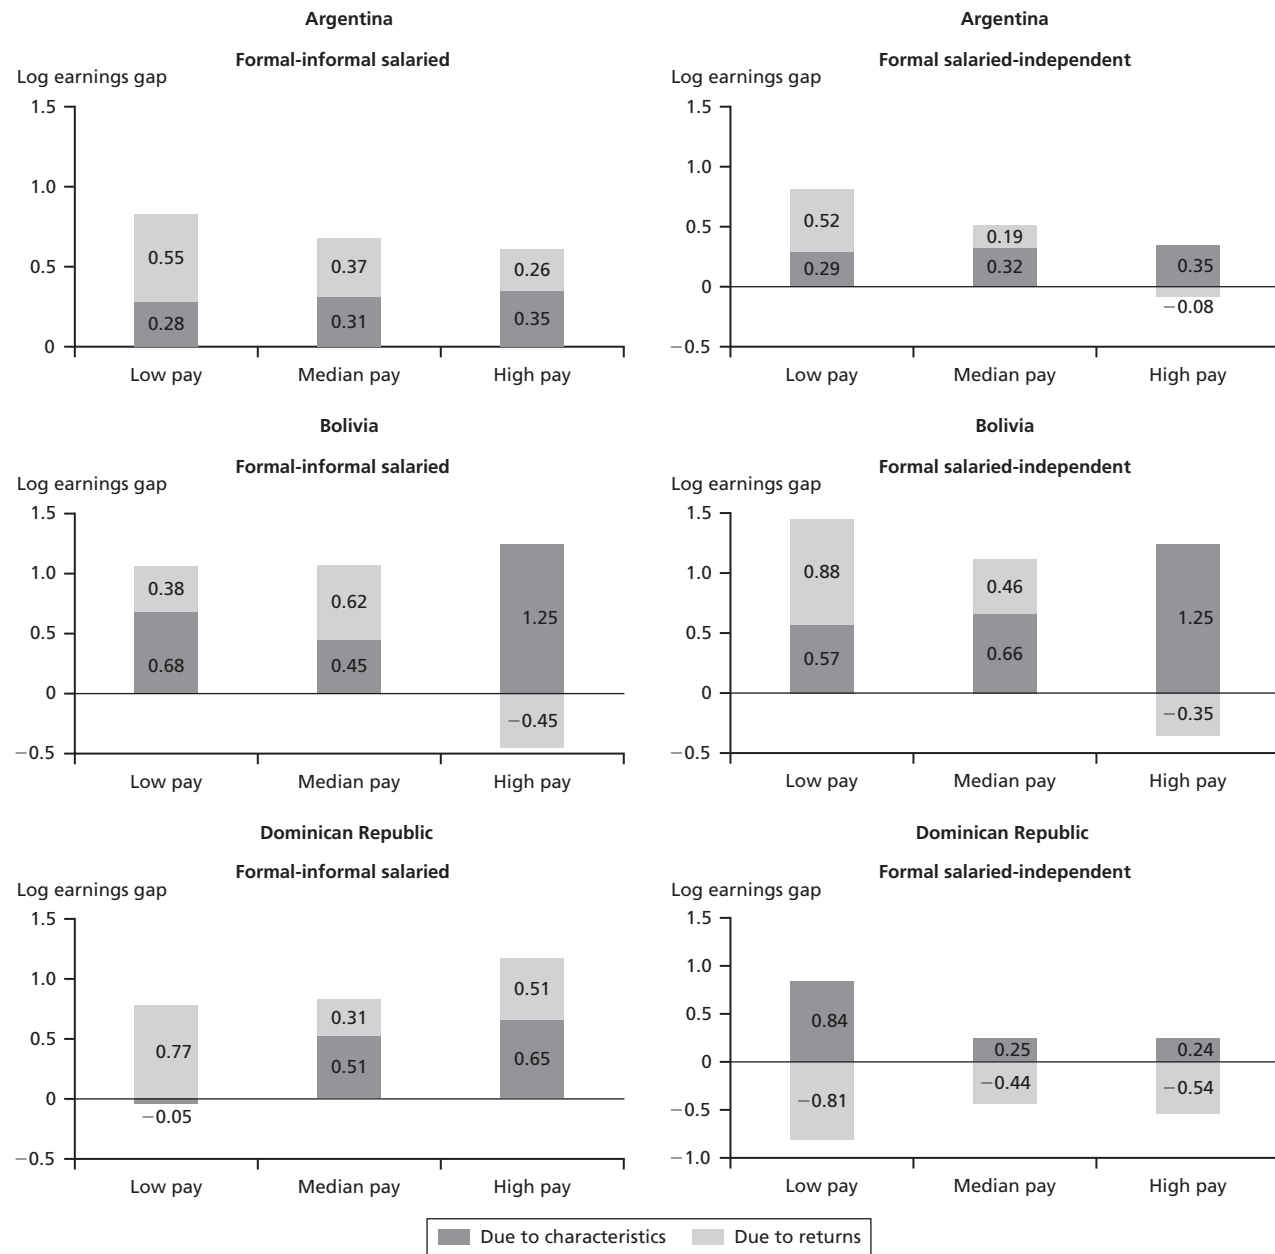 Argentina
Formal-informal salaried
Log earnings gap
1.5
1.0
0.5
0
0.55
0.28
0.37
0.31
0.26
0.35
Low pay Median pay High pay
Argentina
Formal salaried-independent
Log earnings gap
1.5
1.0
0.5
0
−0.5
0.52
0.29
0.19
0.32
0.35
−0.08
Low pay Median pay High pay
Bolivia
Formal-informal salaried
Log earnings gap
1.5
1.0
0.5
0
−0.5
0.38
0.68
0.62
0.45
1.25
−0.45
Low pay Median pay High pay
Bolivia
Formal salaried-independent
Log earnings gap
1.5
1.0
0.5
0
−0.5
0.88
0.57
0.46
0.66
1.25
−0.35
Low pay Median pay High pay
Dominican Republic
Formal-informal salaried
Log earnings gap
1.5
1.0
0.5
0
−0.5
0.77
−0.05
0.31
0.51
0.51
0.65
Low pay Median pay High pay
Dominican Republic
Formal salaried-independent
Log earnings gap
1.5
1.0
0.5
0
−0.5
−1.0
0.84
−0.81
0.25
−0.44
0.24
−0.54
Low pay Median pay High pay
Due to characteristics Due to returns